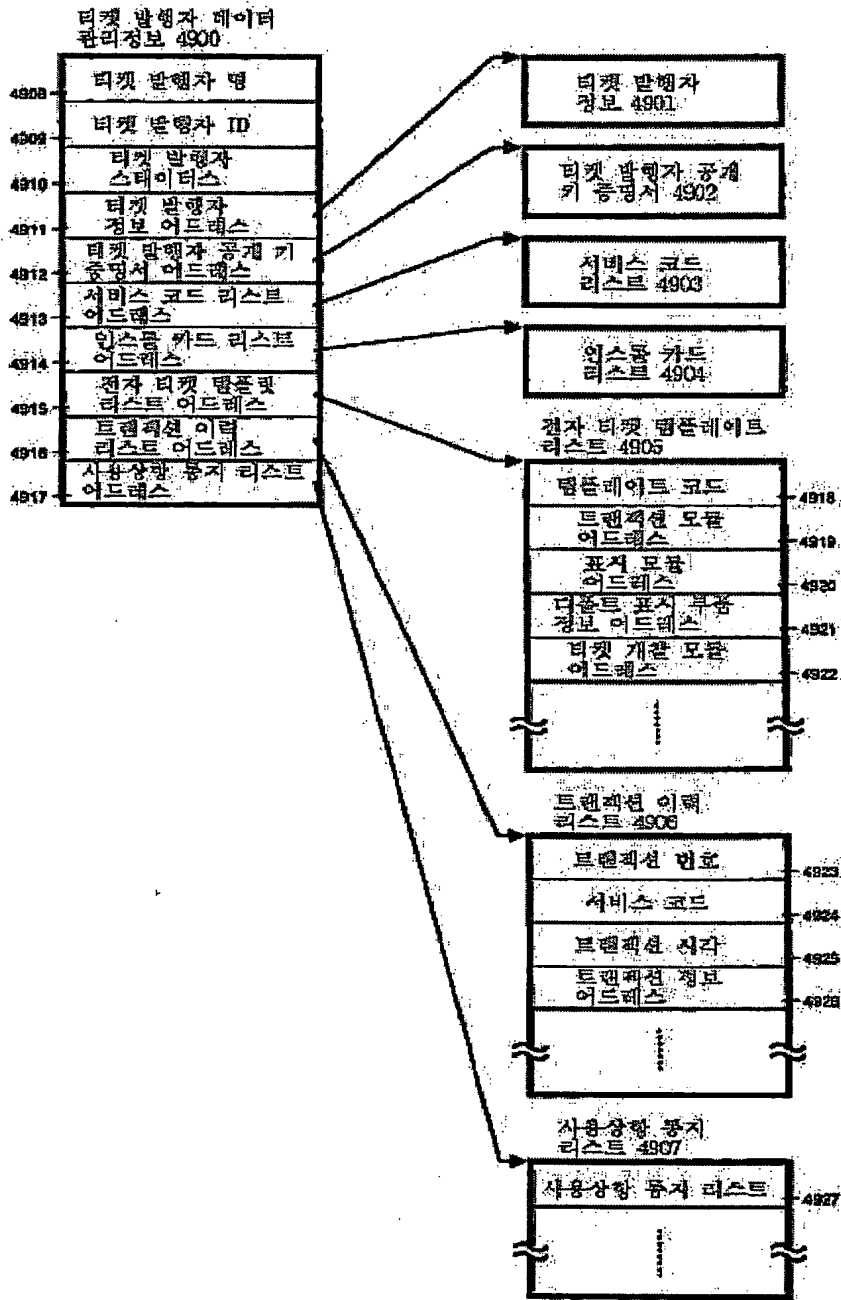 티켓 발행자 데이터
관리정보 4900
티켓 발행자 명
4908
티켓 발행자 ID
4909
티켓 발행자
스테이터스
4910
티켓 발행자
정보 어드레스
4911
티켓 발행자 공개 키
증명서 어드레스
4912
서비스 코드 리스트
어드레스
4913
인스톨 카드 리스트
어드레스
4914
전자 티켓 템플릿
리스트 어드레스
4915
트랜잭션 이력
리스트 어드레스
4916
사용상황 통지 리스트
어드레스
4917
티켓 발행자
정보 4901
티켓 발행자 공개
키 증명서 4902
서비스 코드
리스트 4903
인스톨 카드
리스트 4904
전자 티켓 템플레이트
리스트 4905
템플레이트 코드
4918
트랜잭션 모듈
어드레스
4919
표시 모듈
어드레스
4920
디폴트 표시 부품
정보 어드레스
4921
티켓 개찰 모듈
어드레스
4922
트랜잭션 이력
리스트 4906
트랜잭션 번호
4923
서비스 코드
4924
트랜잭션 시각
4925
트랜잭션 정보
어드레스
4926
사용상황 통지
리스트 4907
사용상황 통지 리스트
4927